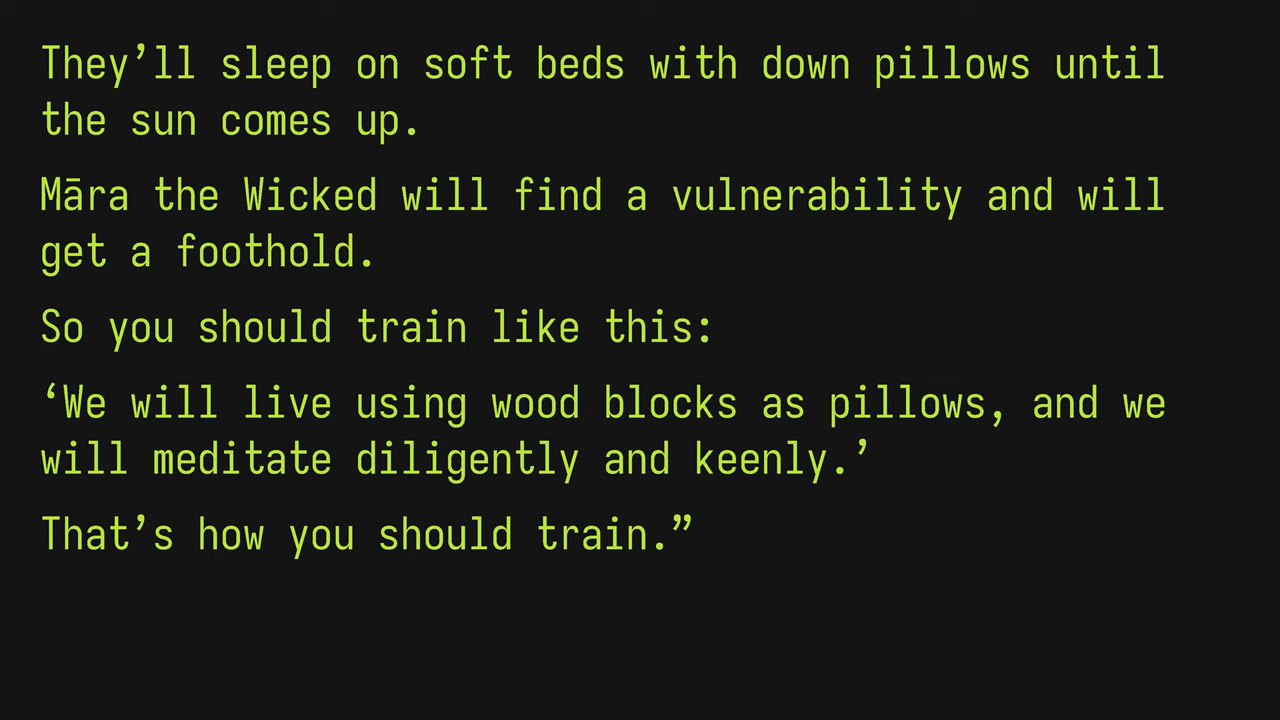 They’ll sleep on soft beds with down pillows until
the sun comes up.
Māra the Wicked will find a vulnerability and will
get a foothold.
So you should train like this:
‘We will live using wood blocks as pillows, and we
will meditate diligently and keenly.’
That’s how you should train.”